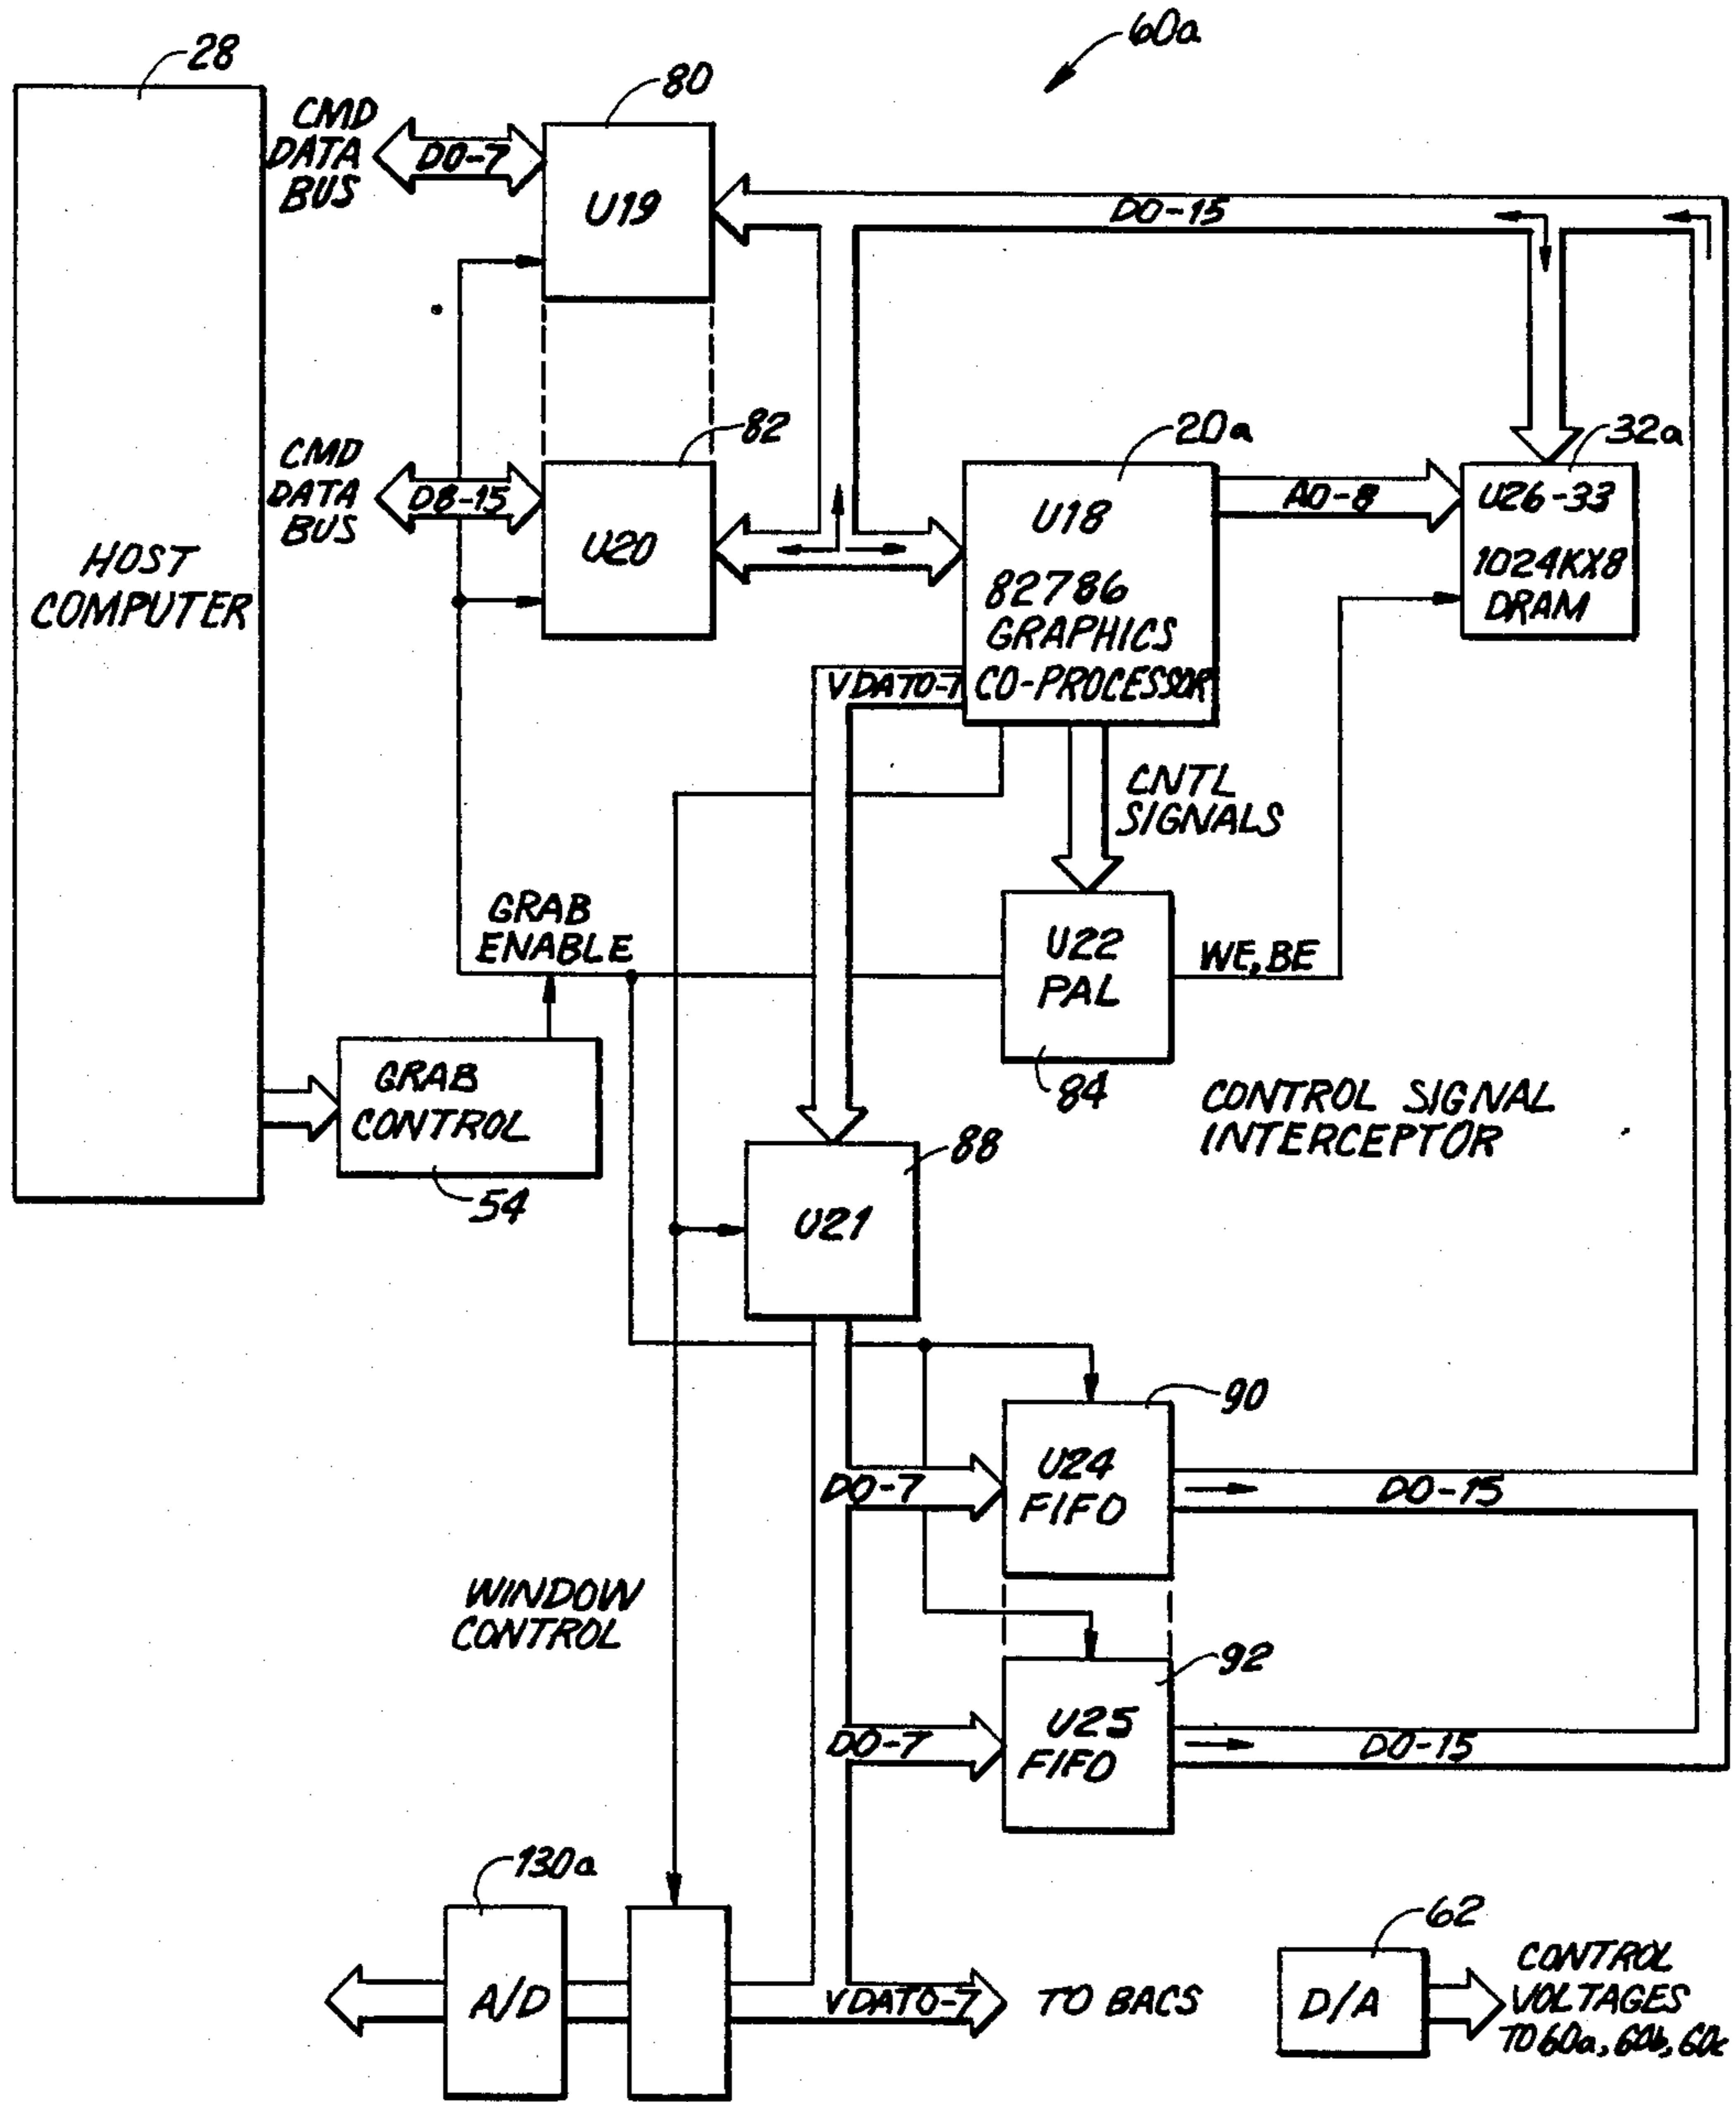 60a
28
80
CMD
DATA
BUS
D0-7
U19
D0-15
82
20a
32a
CMD
DATA
BUS
D8-15
U20
U18
82786
GRAPHICS
CO-PROCESSOR
A0-8
U26-33
1024KX8
DRAM
HOST
COMPUTER
VDAT0-7
CNTL
SIGNALS
GRAB
ENABLE
U22
PAL
WE, BE
84
GRAB
CONTROL
54
CONTROL SIGNAL
INTERCEPTOR
88
U21
90
D0-7
U24
FIFO
D0-15
WINDOW
CONTROL
92
D0-7
U25
FIFO
D0-15
130a
62
A/D
VDAT0-7
TO BACS
D/A
CONTROL
VOLTAGES
TO 60a, 60b, 60c